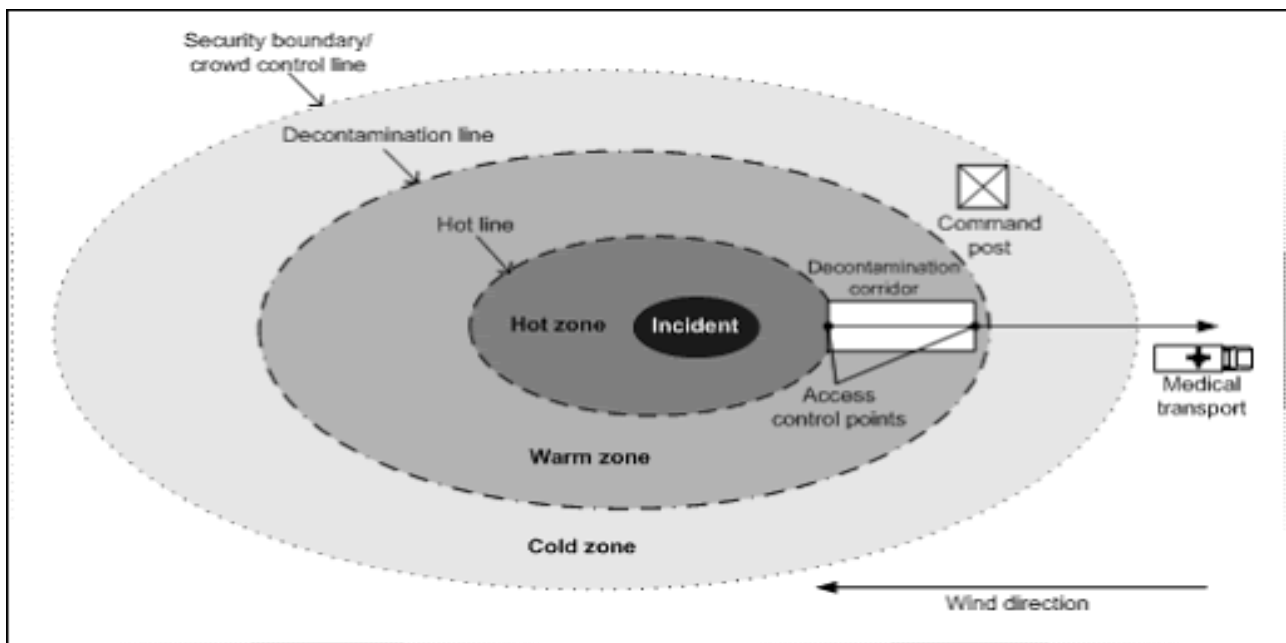 Security boundary/
crowd control line
Decontamination line
Hot line
Command
post
Decontamination
corridor
Hot zone
Incident
Access
control points
Medical
transport
Warm zone
Cold zone
Wind direction